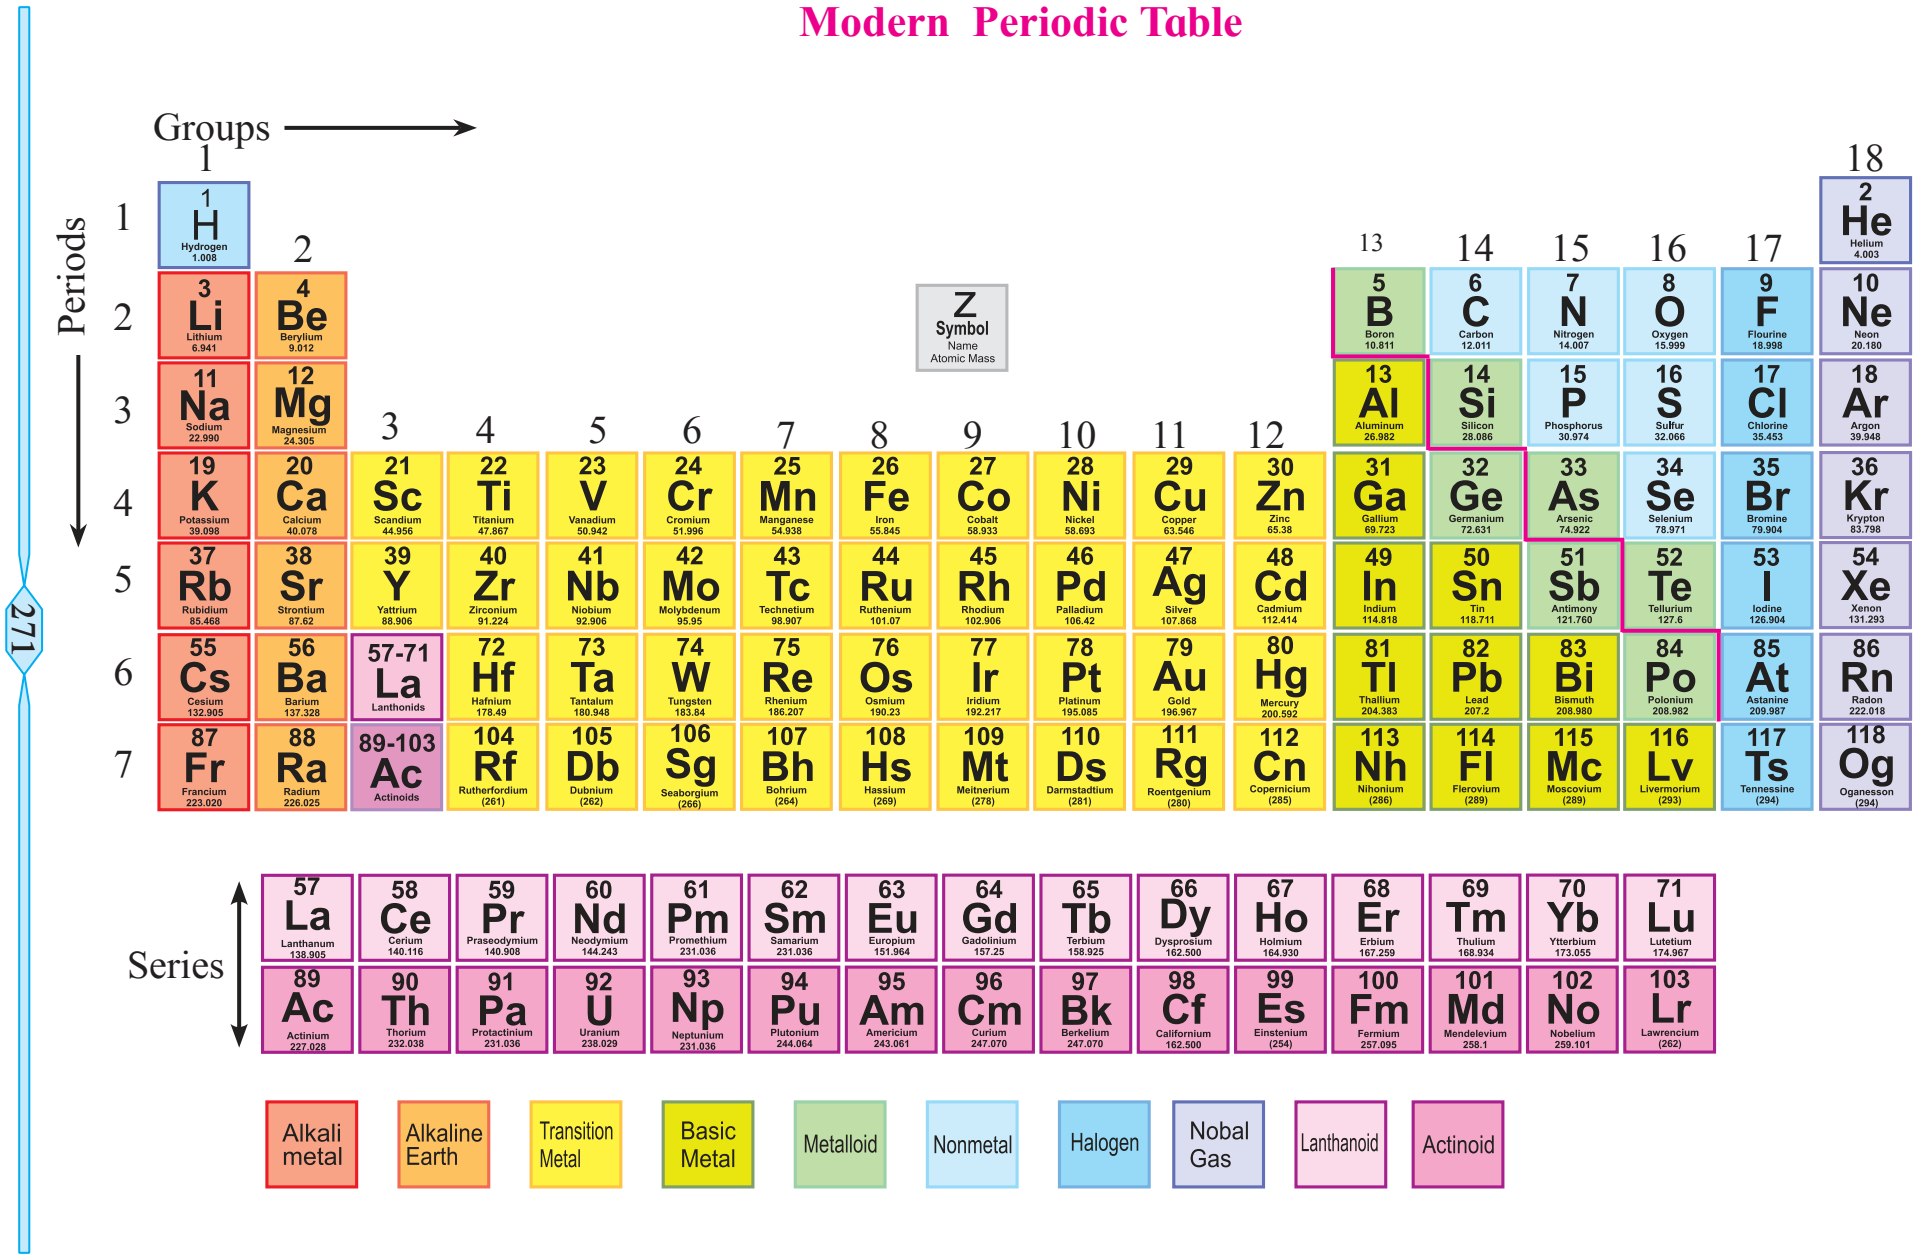 Modern Periodic Table
271
Groups
Periods
1 2 3 4 5 6 7 8 9 10 11 12 13 14 15 16 17 18
Z
Symbol
Name
Atomic Mass
1
1 H Hydrogen 1.008
2 He Helium 4.003
2
3 Li Lithium 6.941
4 Be Berylium 9.012
5 B Boron 10.811
6 C Carbon 12.011
7 N Nitrogen 14.007
8 O Oxygen 15.999
9 F Flourine 18.998
10 Ne Neon 20.180
3
11 Na Sodium 22.990
12 Mg Magnesium 24.305
13 Al Aluminum 26.982
14 Si Silicon 28.086
15 P Phosphorus 30.974
16 S Sulfur 32.066
17 Cl Chlorine 35.453
18 Ar Argon 39.948
4
19 K Potassium 39.098
20 Ca Calcium 40.078
21 Sc Scandium 44.956
22 Ti Titanium 47.867
23 V Vanadium 50.942
24 Cr Cromium 51.996
25 Mn Manganese 54.938
26 Fe Iron 55.845
27 Co Cobalt 58.933
28 Ni Nickel 58.693
29 Cu Copper 63.546
30 Zn Zinc 65.38
31 Ga Gallium 69.723
32 Ge Germanium 72.631
33 As Arsenic 74.922
34 Se Selenium 78.971
35 Br Bromine 79.904
36 Kr Krypton 83.798
5
37 Rb Rubidium 85.468
38 Sr Strontium 87.62
39 Y Yattrium 88.906
40 Zr Zirconium 91.224
41 Nb Niobium 92.906
42 Mo Molybdenum 95.95
43 Tc Technetium 98.907
44 Ru Ruthenium 101.07
45 Rh Rhodium 102.906
46 Pd Palladium 106.42
47 Ag Silver 107.868
48 Cd Cadmium 112.414
49 In Indium 114.818
50 Sn Tin 118.711
51 Sb Antimony 121.760
52 Te Tellurium 127.6
53 I Iodine 126.904
54 Xe Xenon 131.293
6
55 Cs Cesium 132.905
56 Ba Barium 137.328
57-71 La Lanthonids
72 Hf Hafnium 178.49
73 Ta Tantalum 180.948
74 W Tungsten 183.84
75 Re Rhenium 186.207
76 Os Osmium 190.23
77 Ir Iridium 192.217
78 Pt Platinum 195.085
79 Au Gold 196.967
80 Hg Mercury 200.592
81 Tl Thallium 204.383
82 Pb Lead 207.2
83 Bi Bismuth 208.980
84 Po Polonium 208.982
85 At Astanine 209.987
86 Rn Radon 222.018
7
87 Fr Francium 223.020
88 Ra Radium 226.025
89-103 Ac Actinoids
104 Rf Rutherfordium (261)
105 Db Dubnium (262)
106 Sg Seaborgium (266)
107 Bh Bohrium (264)
108 Hs Hassium (269)
109 Mt Meitnerium (278)
110 Ds Darmstadtium (281)
111 Rg Roentgenium (280)
112 Cn Copernicium (285)
113 Nh Nihonium (286)
114 Fl Flerovium (289)
115 Mc Moscovium (289)
116 Lv Livermorium (293)
117 Ts Tennessine (294)
118 Og Oganesson (294)
Series
57 La Lanthanum 138.905
58 Ce Cerium 140.116
59 Pr Praseodymium 140.908
60 Nd Neodymium 144.243
61 Pm Promethium 231.036
62 Sm Samarium 231.036
63 Eu Europium 151.964
64 Gd Gadolinium 157.25
65 Tb Terbium 158.925
66 Dy Dysprosium 162.500
67 Ho Holmium 164.930
68 Er Erbium 167.259
69 Tm Thulium 168.934
70 Yb Ytterbium 173.055
71 Lu Lutetium 174.967
89 Ac Actinium 227.028
90 Th Thorium 232.038
91 Pa Protactinium 231.036
92 U Uranium 238.029
93 Np Neptunium 231.036
94 Pu Plutonium 244.064
95 Am Americium 243.061
96 Cm Curium 247.070
97 Bk Berkelium 247.070
98 Cf Californium 162.500
99 Es Einstenium (254)
100 Fm Fermium 257.095
101 Md Mendelevium 258.1
102 No Nobelium 259.101
103 Lr Lawrencium (262)
Alkali metal
Alkaline Earth
Transition Metal
Basic Metal
Metalloid
Nonmetal
Halogen
Nobal Gas
Lanthanoid
Actinoid